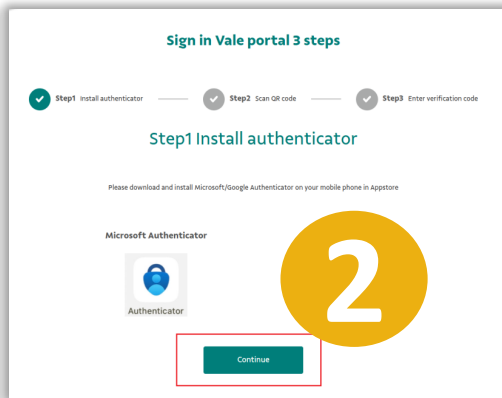 Sign in Vale portal 3 steps
Step1 Install authenticator
Step2 Scan QR code
Step3 Enter verification code
Step1 Install authenticator
Please download and install Microsoft/Google Authenticator on your mobile phone in Appstore
Microsoft Authenticator
Authenticator
2
Continue